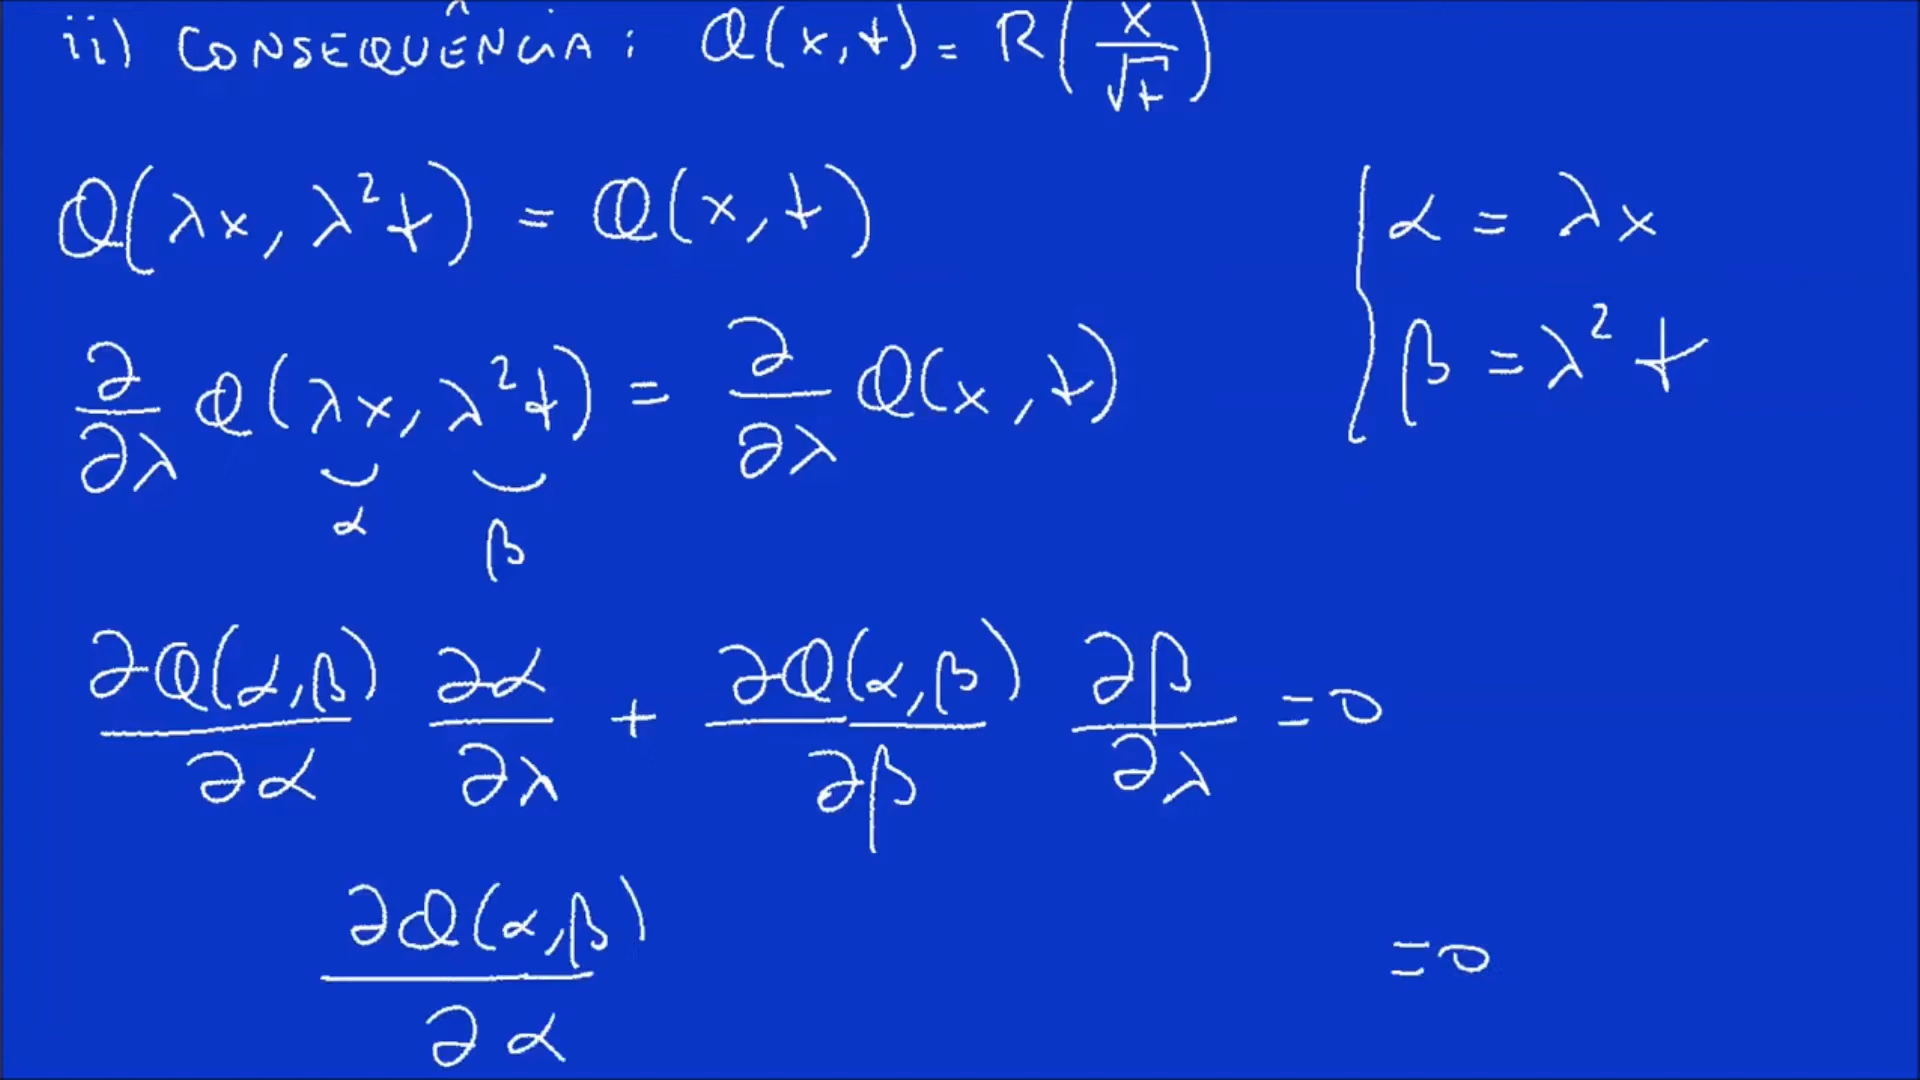 ii) CONSEQUÊNCIA: Q(x,t) = R(x/√t)
Q(λx, λ²t) = Q(x,t)
{ α = λx
β = λ²t
∂/∂λ Q(λx, λ²t) = ∂/∂λ Q(x,t)
α β
∂Q(α,β)/∂α ∂α/∂λ + ∂Q(α,β)/∂β ∂β/∂λ = 0
∂Q(α,β)/∂α = 0